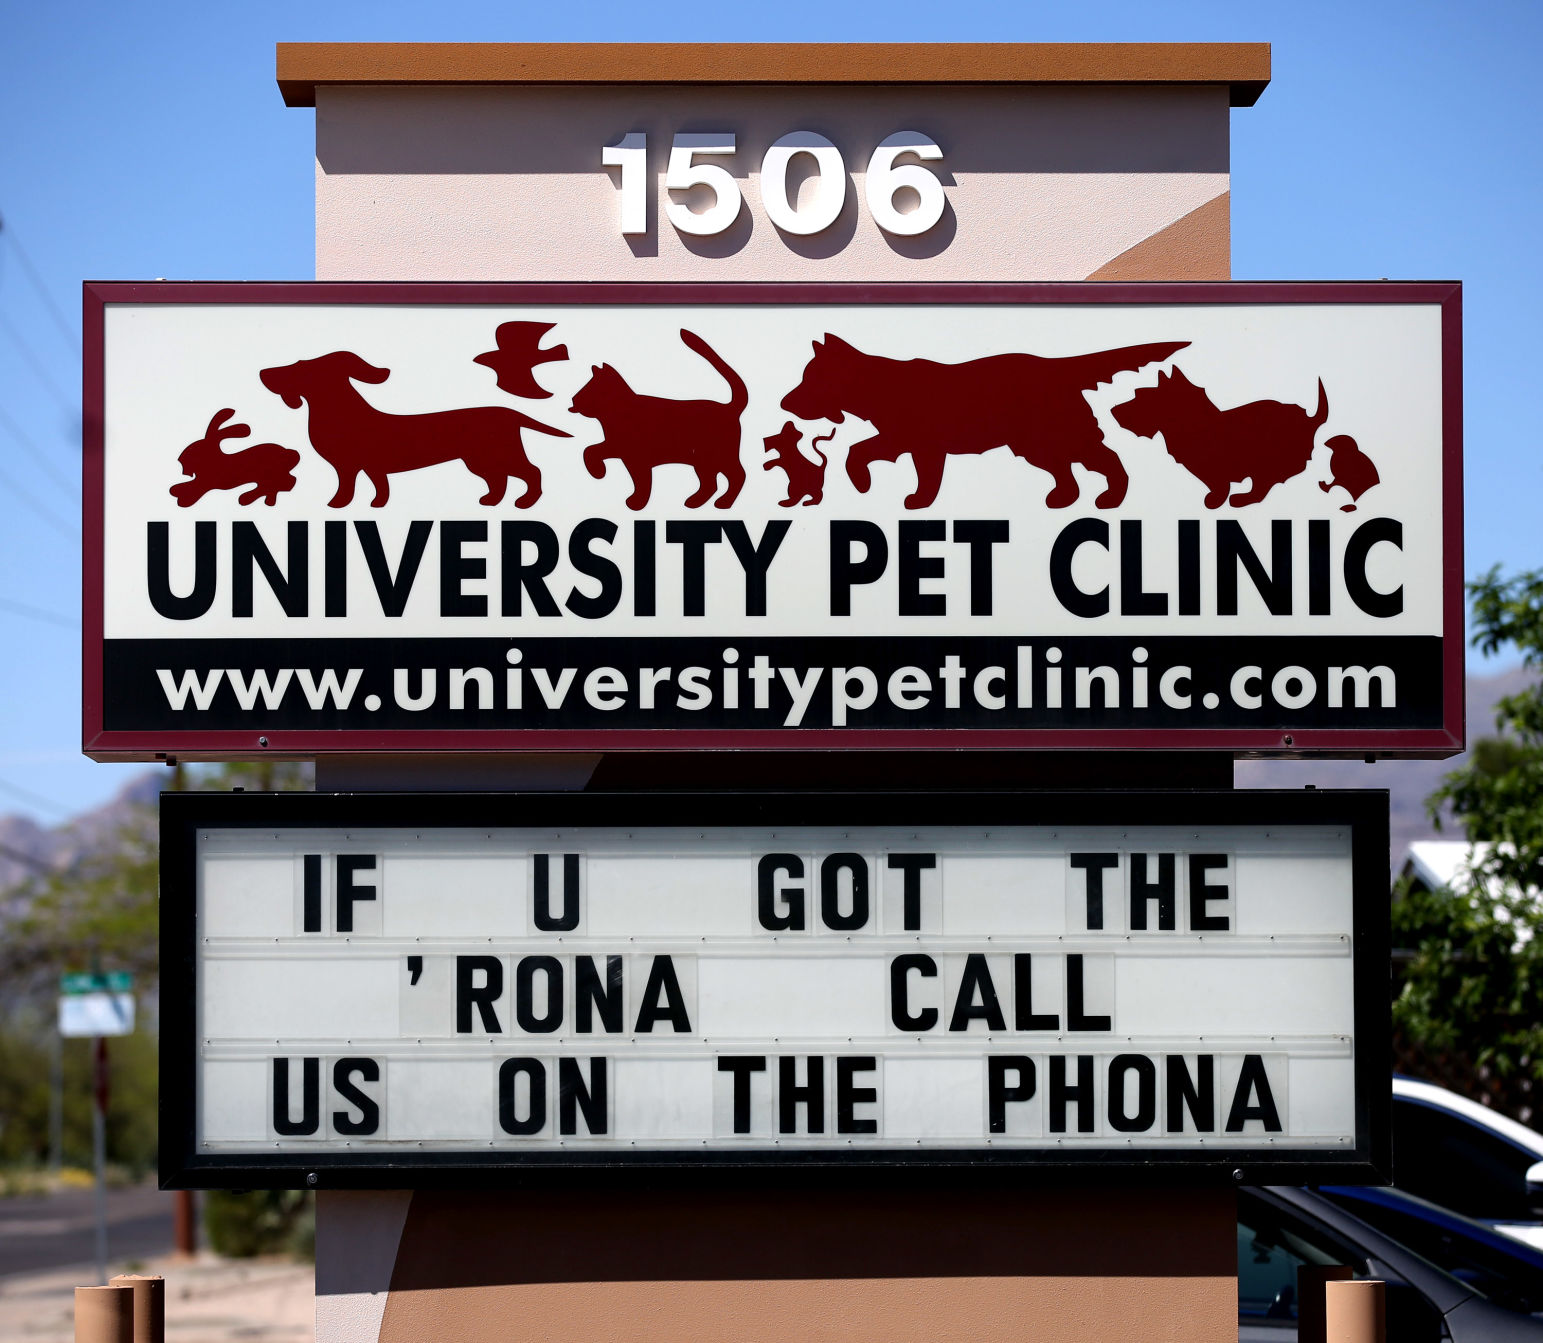 1506
UNIVERSITY PET CLINIC
www.universitypetclinic.com
IF U GOT THE
'RONA CALL
US ON THE PHONA